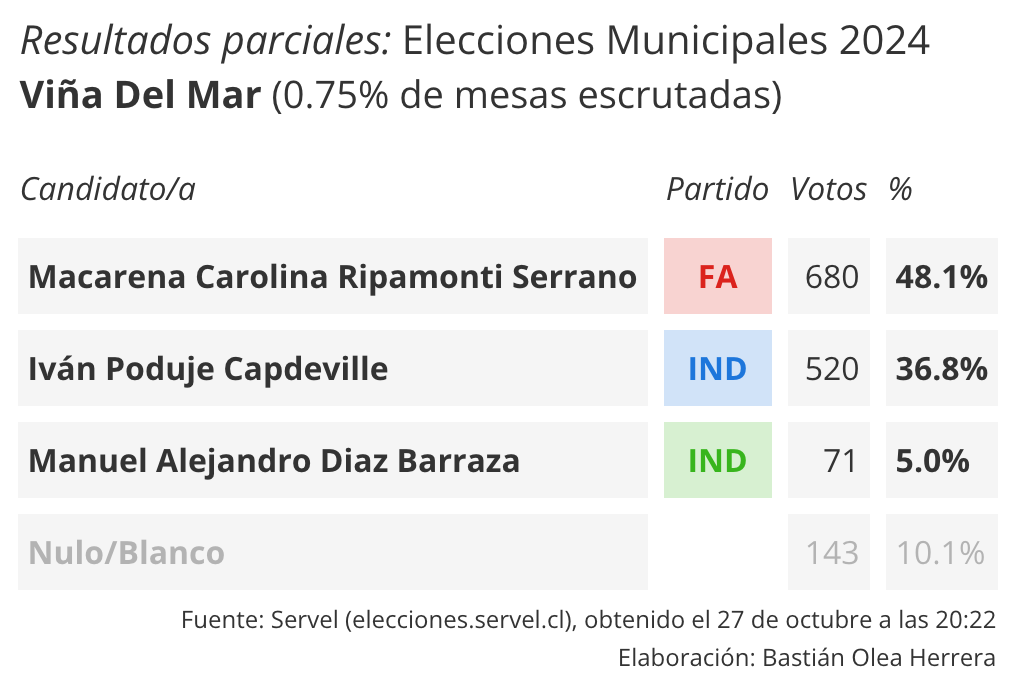 Resultados parciales: Elecciones Municipales 2024
Viña Del Mar (0.75% de mesas escrutadas)
Candidato/a Partido Votos %
Macarena Carolina Ripamonti Serrano FA 680 48.1%
Iván Poduje Capdeville IND 520 36.8%
Manuel Alejandro Diaz Barraza IND 71 5.0%
Nulo/Blanco 143 10.1%
Fuente: Servel (elecciones.servel.cl), obtenido el 27 de octubre a las 20:22
Elaboración: Bastián Olea Herrera